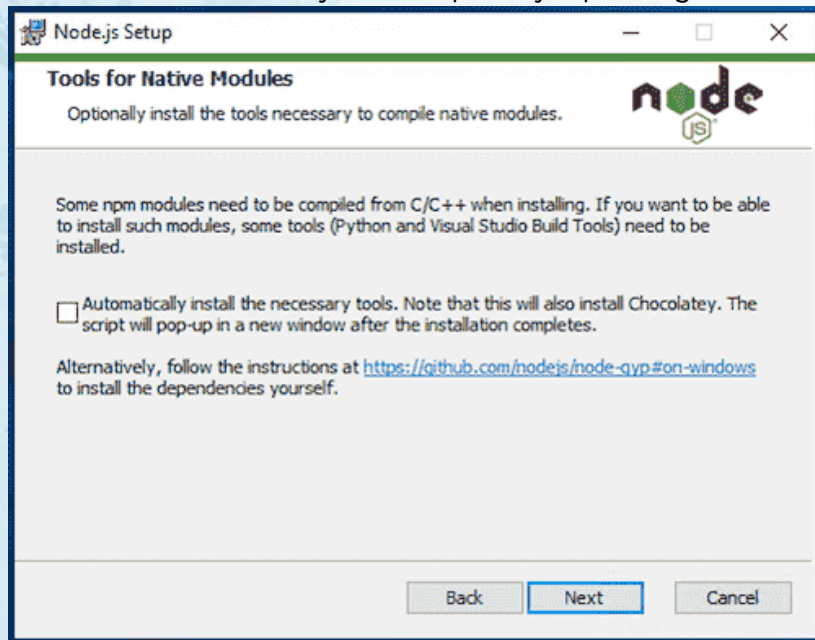 Node.js Setup
Tools for Native Modules
Optionally install the tools necessary to compile native modules.
node
JS
Some npm modules need to be compiled from C/C++ when installing. If you want to be able
to install such modules, some tools (Python and Visual Studio Build Tools) need to be
installed.
Automatically install the necessary tools. Note that this will also install Chocolatey. The
script will pop-up in a new window after the installation completes.
Alternatively, follow the instructions at https://github.com/nodejs/node-gyp#on-windows
to install the dependencies yourself.
Back Next Cancel